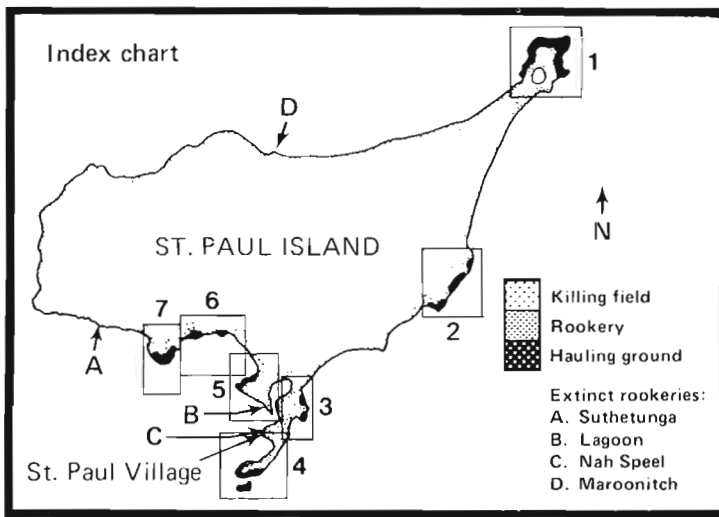 Index chart
1
D
N
ST. PAUL ISLAND
7
6
2
A
5
B
3
C
4
St. Paul Village
Killing field
Rookery
Hauling ground
Extinct rookeries:
A. Suthetunga
B. Lagoon
C. Nah Speel
D. Maroonitch